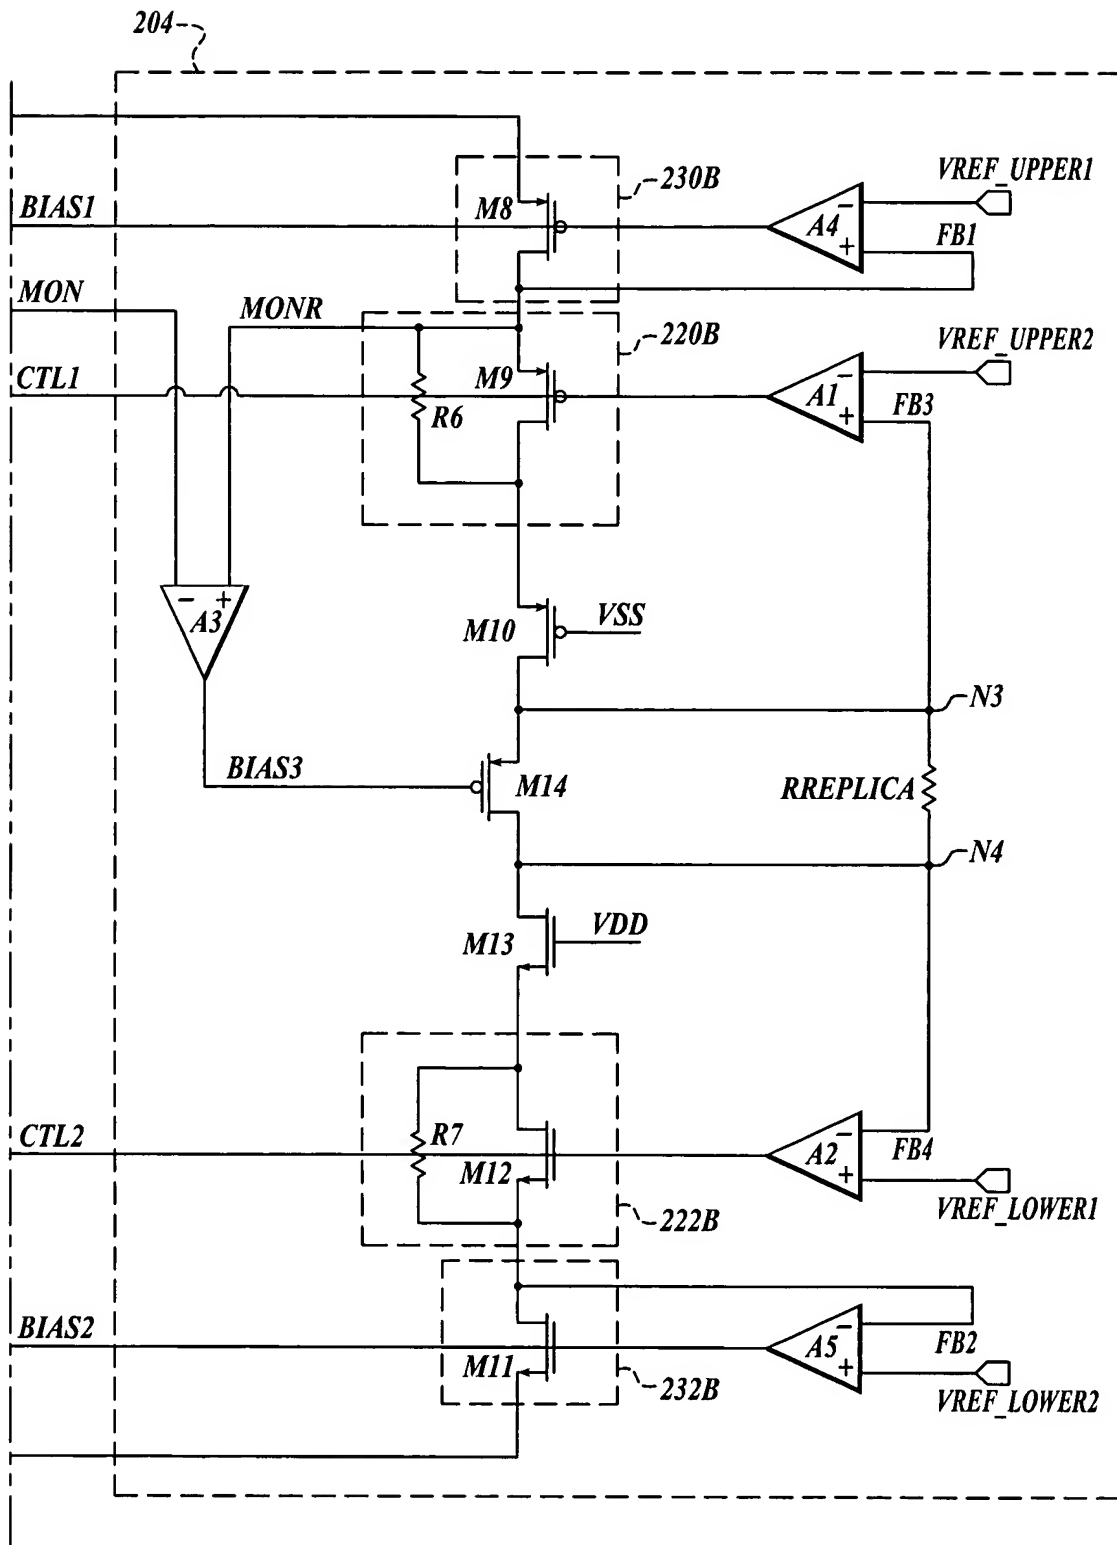 204
VREF_UPPER1
230B
M8
BIAS1
A4
-
+
FB1
MON
MONR
220B
VREF_UPPER2
CTL1
M9
A1
-
+
FB3
R6
- +
A3
M10
VSS
N3
BIAS3
M14
RREPLICA
N4
M13
VDD
CTL2
R7
M12
A2
-
+
FB4
222B
VREF_LOWER1
BIAS2
M11
A5
-
+
FB2
232B
VREF_LOWER2